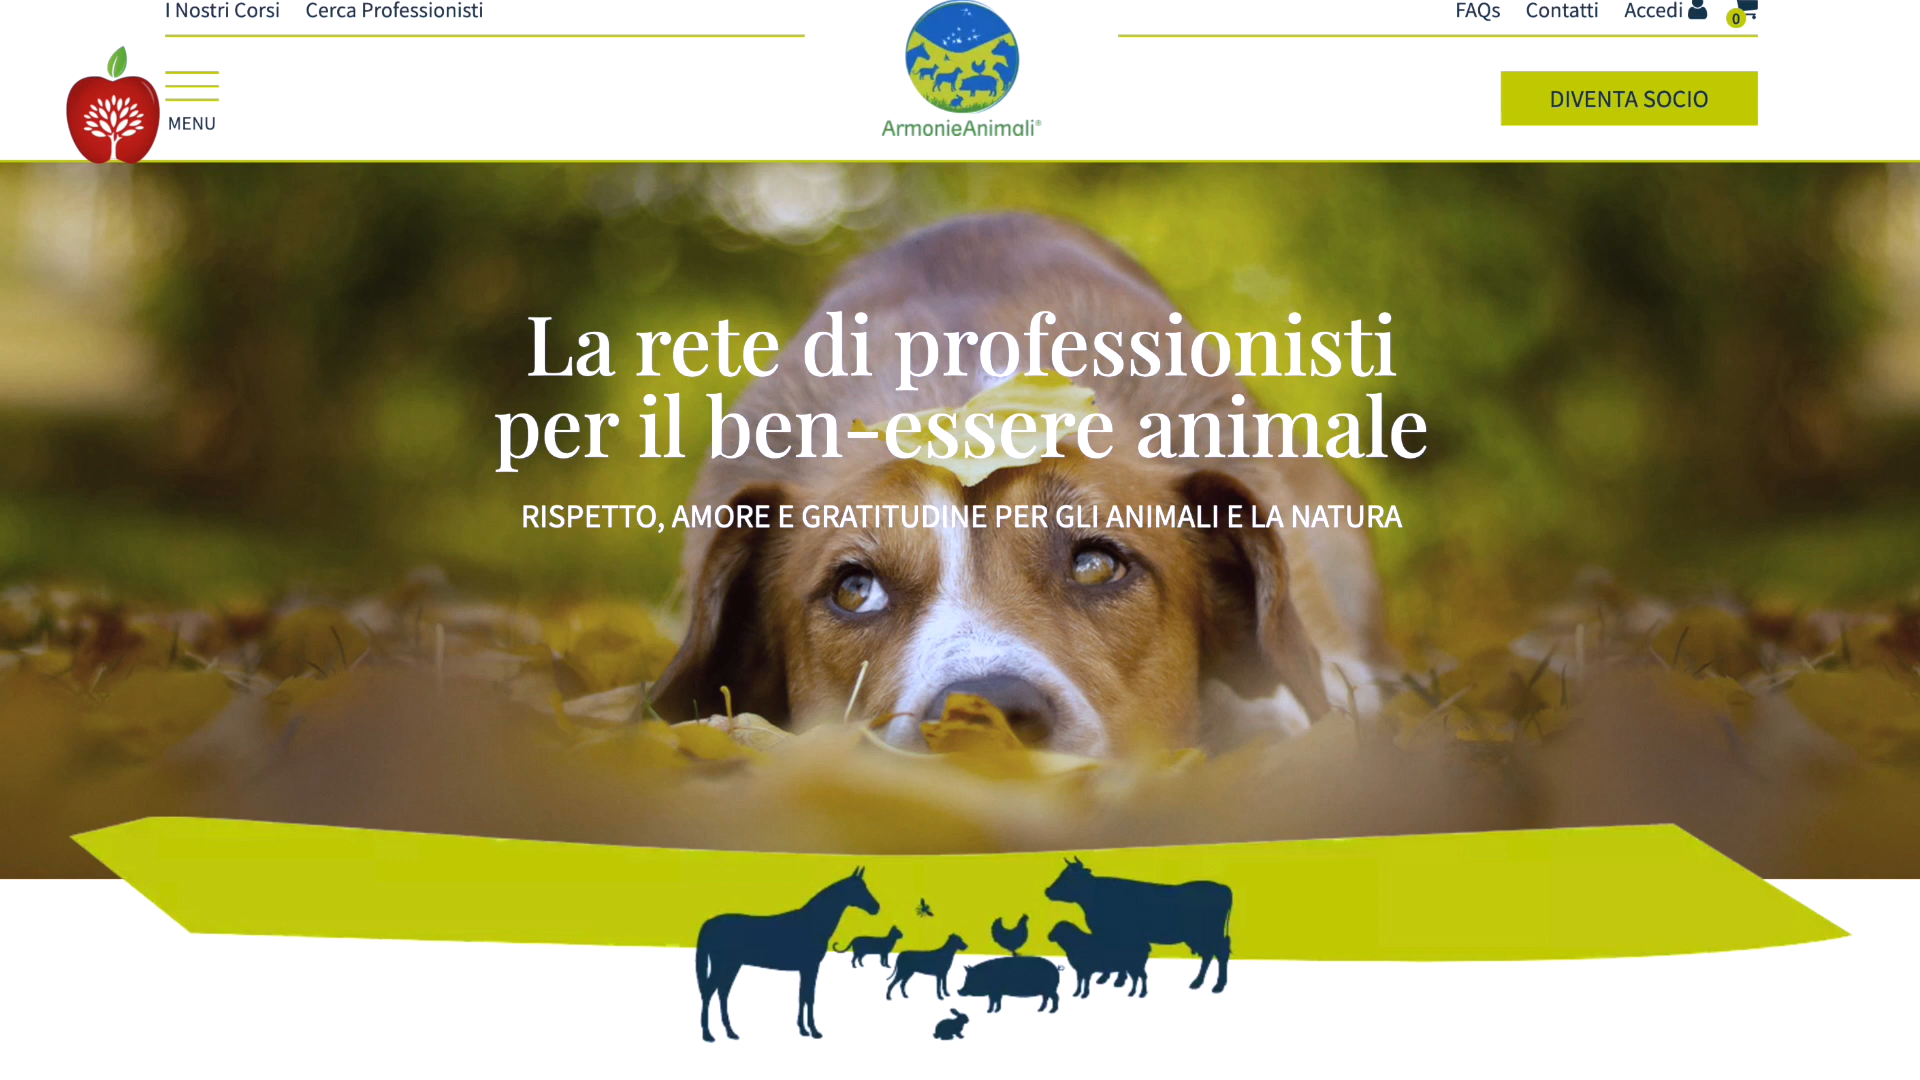 I Nostri Corsi
Cerca Professionisti
FAQs
Contatti
Accedi
0
MENU
ArmonieAnimali®
DIVENTA SOCIO
La rete di professionisti
per il ben-essere animale
RISPETTO, AMORE E GRATITUDINE PER GLI ANIMALI E LA NATURA